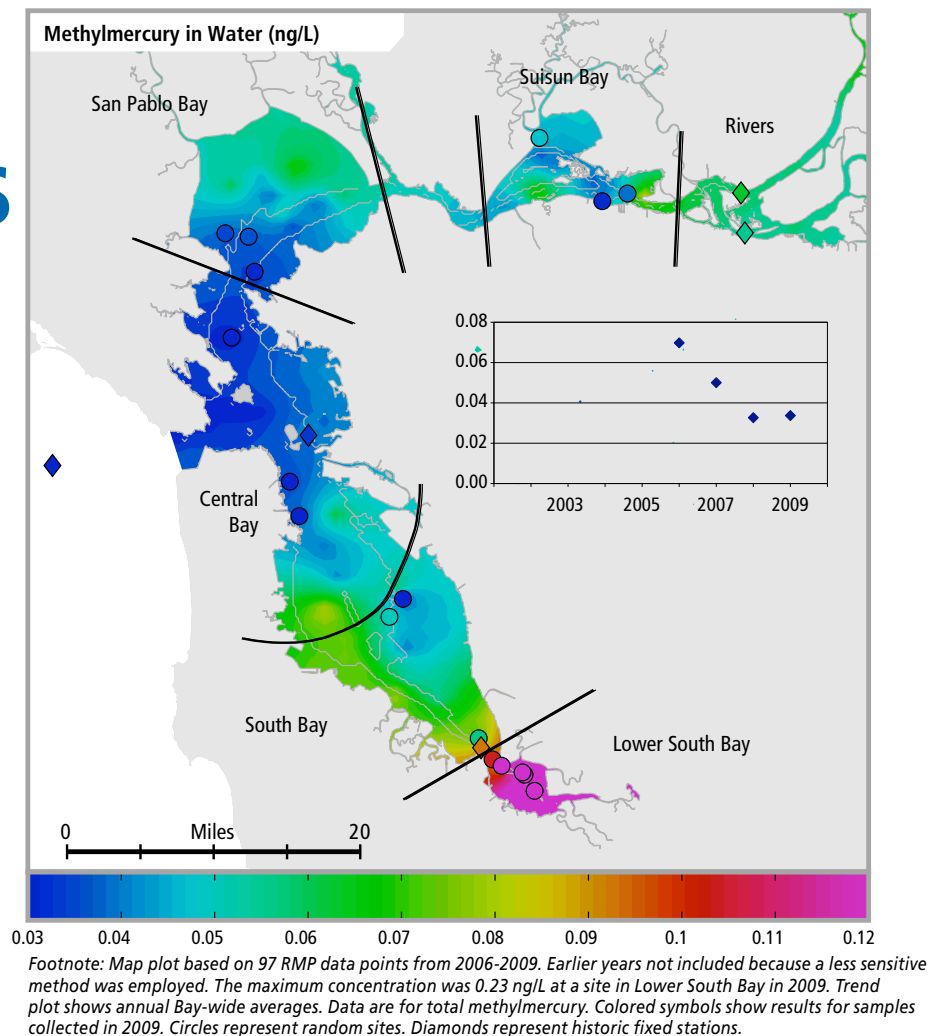 Methylmercury in Water (ng/L)
San Pablo Bay
Suisun Bay
Rivers
S
0.08
0.06
0.04
0.02
0.00
2003 2005 2007 2009
Central
Bay
South Bay
Lower South Bay
0 Miles 20
0.03 0.04 0.05 0.06 0.07 0.08 0.09 0.1 0.11 0.12
Footnote: Map plot based on 97 RMP data points from 2006-2009. Earlier years not included because a less sensitive
method was employed. The maximum concentration was 0.23 ng/L at a site in Lower South Bay in 2009. Trend
plot shows annual Bay-wide averages. Data are for total methylmercury. Colored symbols show results for samples
collected in 2009. Circles represent random sites. Diamonds represent historic fixed stations.